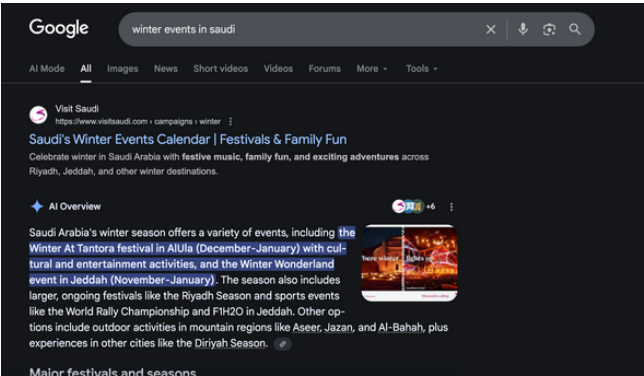 Google
winter events in saudi
AI Mode All Images News Short videos Videos Forums More Tools
Visit Saudi
https://www.visitsaudi.com › campaigns › winter
Saudi's Winter Events Calendar | Festivals & Family Fun
Celebrate winter in Saudi Arabia with festive music, family fun, and exciting adventures across
Riyadh, Jeddah, and other winter destinations.
AI Overview
+6
Saudi Arabia's winter season offers a variety of events, including the
Winter At Tantora festival in AlUla (December-January) with cul-
tural and entertainment activities, and the Winter Wonderland
event in Jeddah (November-January). The season also includes
larger, ongoing festivals like the Riyadh Season and sports events
like the World Rally Championship and F1H2O in Jeddah. Other op-
tions include outdoor activities in mountain regions like Aseer, Jazan, and Al-Bahah, plus
experiences in other cities like the Diriyah Season.
here winter lights up
Major festivals and seasons